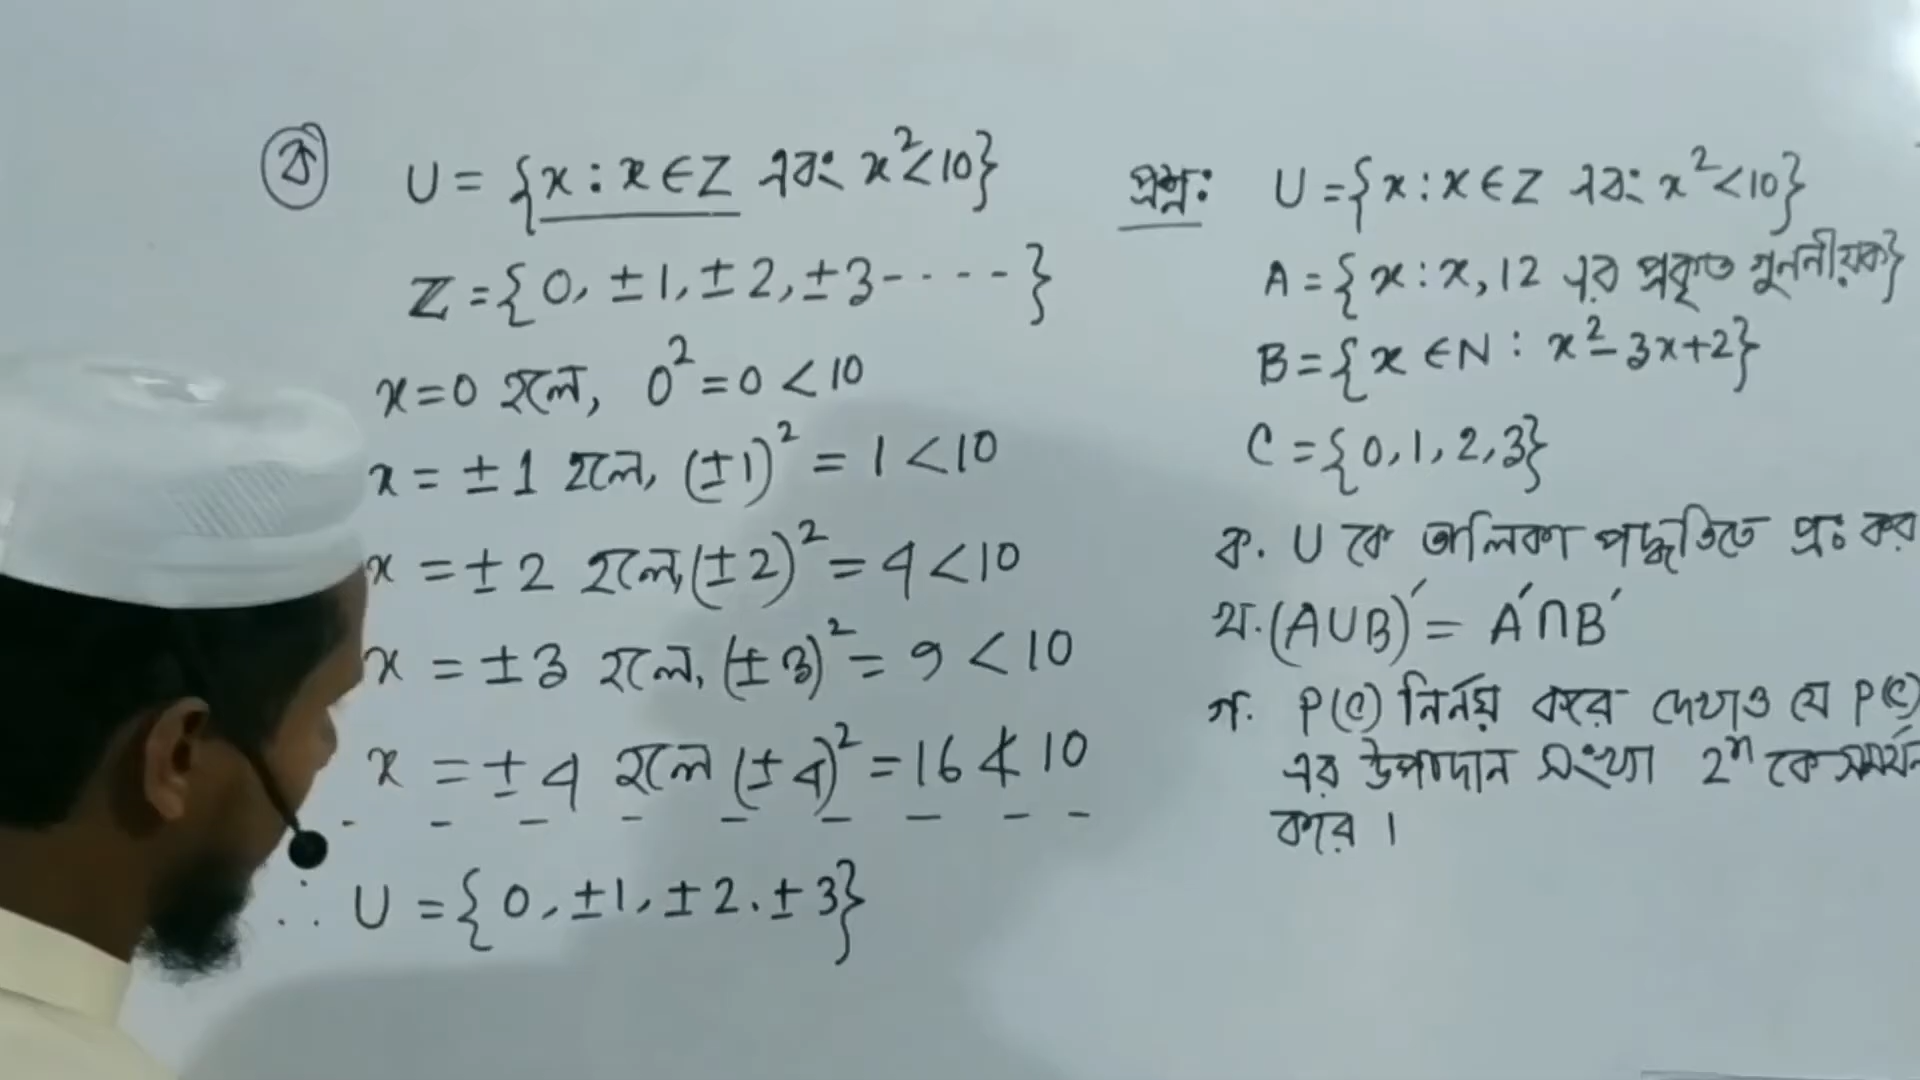 ক U = {x : x ∈ Z এবং x²<10}
Z = {0, ±1, ±2, ±3- - - -}
x=0 হলে, 0² = 0 < 10
x = ±1 হলে, (±1)² = 1 < 10
x = ±2 হলে, (±2)² = 4 < 10
x = ±3 হলে, (±3)² = 9 < 10
x = ±4 হলে (±4)² = 16 ≮ 10
- - - - - - - - -
∴ U = {0, ±1, ±2, ±3}
প্রশ্ন: U = {x : x ∈ Z এবং x² < 10}
A = {x : x, 12 এর প্রকৃত গুননীয়ক}
B = {x ∈ N : x² - 3x + 2}
C = {0, 1, 2, 3}
ক. U কে তালিকা পদ্ধতিতে প্রঃ কর
খ. (A∪B)′ = A′∩B′
গ. P(C) নির্নয় করে দেখাও যে P(C)
এর উপাদান সংখ্যা 2ⁿ কে সমর্থন
করে ।